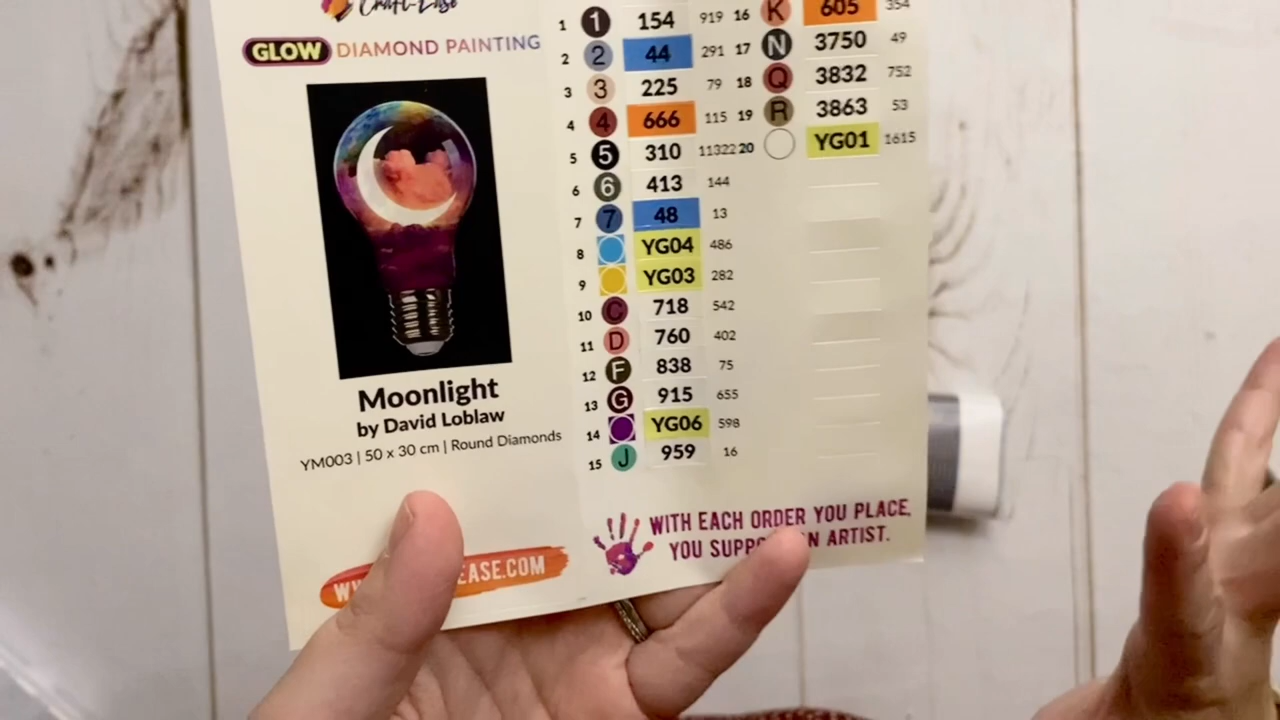 Craft-Ease
GLOW DIAMOND PAINTING
Moonlight
by David Loblaw
YM003 | 50 x 30 cm | Round Diamonds
1 1 154 919
2 2 44 291
3 3 225 79
4 4 666 115
5 5 310 11322
6 6 413 144
7 7 48 13
8 YG04 486
9 YG03 282
10 C 718 542
11 D 760 402
12 F 838 75
13 G 915 655
14 YG06 598
15 J 959 16
16 K 605 354
17 N 3750 49
18 Q 3832 752
19 R 3863 53
20 YG01 1615
EASE.COM
WITH EACH ORDER YOU PLACE,
YOU AN ARTIST.